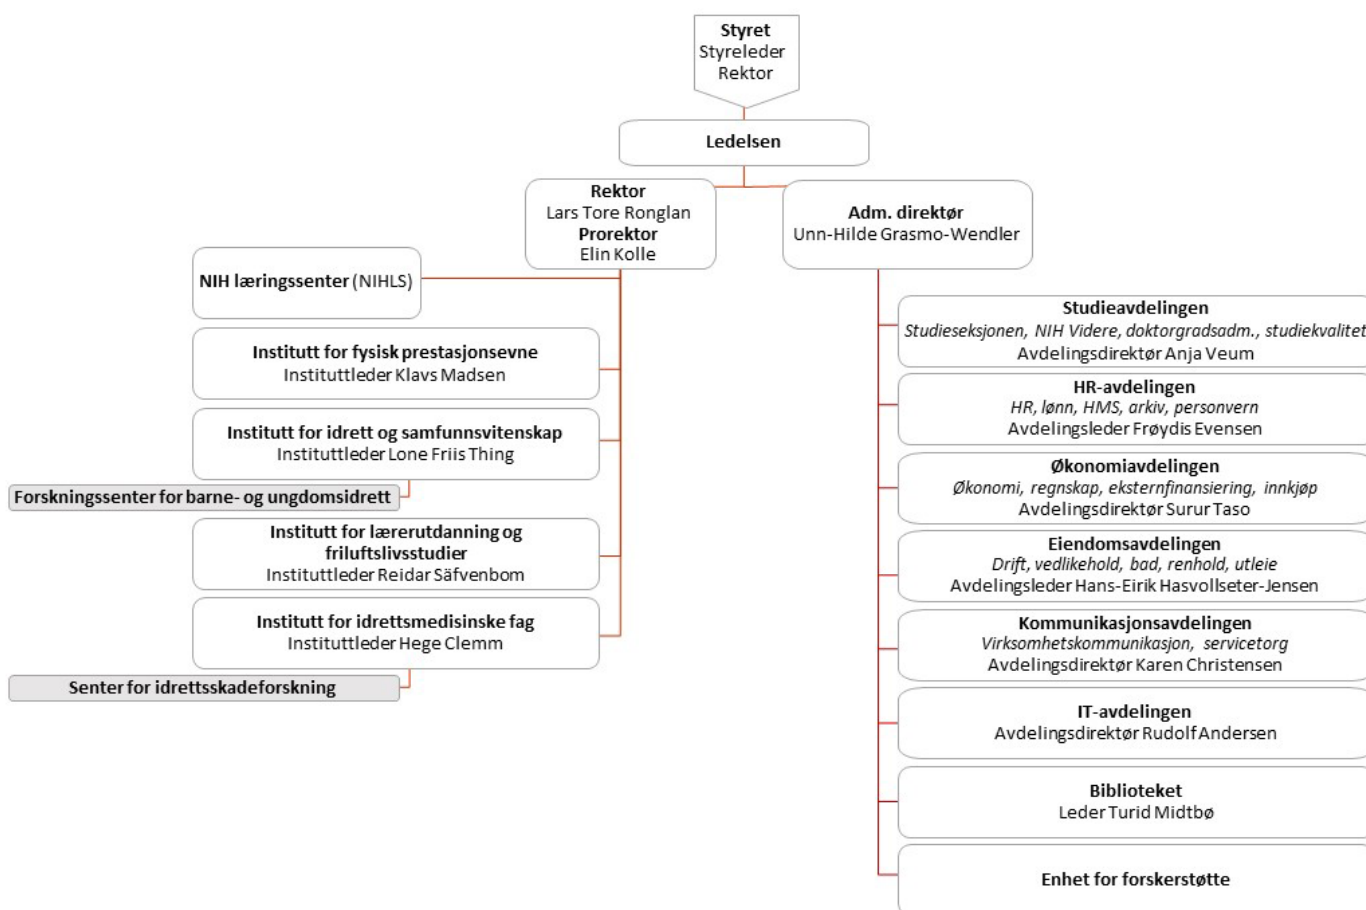 Styret
Styreleder
Rektor
Ledelsen
Rektor
Lars Tore Ronglan
Prorektor
Elin Kolle
Adm. direktør
Unn-Hilde Grasmo-Wendler
NIH læringssenter (NIHLS)
Institutt for fysisk prestasjonsevne
Instituttleder Klavs Madsen
Institutt for idrett og samfunnsvitenskap
Instituttleder Lone Friis Thing
Forskningssenter for barne- og ungdomsidrett
Institutt for lærerutdanning og
friluftslivsstudier
Instituttleder Reidar Säfvenbom
Institutt for idrettsmedisinske fag
Instituttleder Hege Clemm
Senter for idrettsskadeforskning
Studieavdelingen
Studieseksjonen, NIH Videre, doktorgradsadm., studiekvalitet
Avdelingsdirektør Anja Veum
HR-avdelingen
HR, lønn, HMS, arkiv, personvern
Avdelingsleder Frøydis Evensen
Økonomiavdelingen
Økonomi, regnskap, eksternfinansiering, innkjøp
Avdelingsdirektør Surur Taso
Eiendomsavdelingen
Drift, vedlikehold, bad, renhold, utleie
Avdelingsleder Hans-Eirik Hasvollseter-Jensen
Kommunikasjonsavdelingen
Virksomhetskommunikasjon, servicetorg
Avdelingsdirektør Karen Christensen
IT-avdelingen
Avdelingsdirektør Rudolf Andersen
Biblioteket
Leder Turid Midtbø
Enhet for forskerstøtte